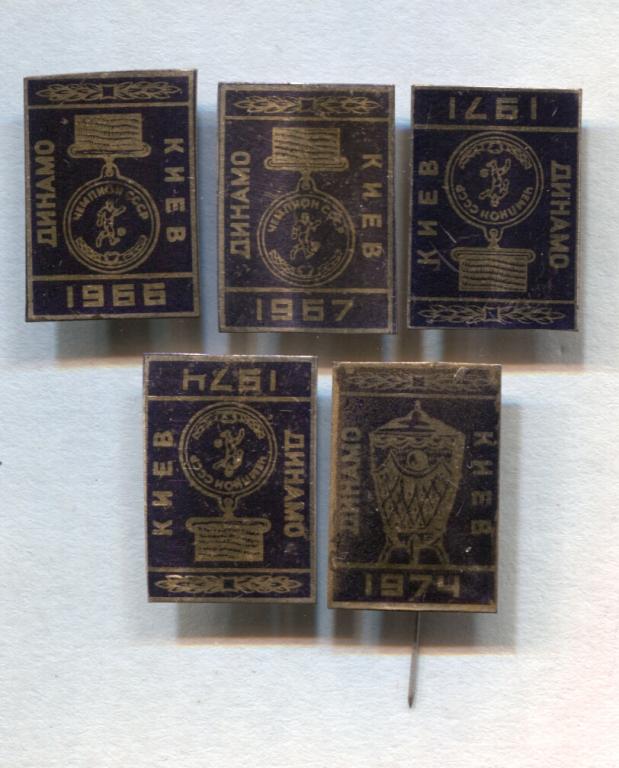 ДИНАМО
КИЕВ
ЧЕМПИОН СССР
1966
ДИНАМО
КИЕВ
ЧЕМПИОН СССР
1967
1971
КИЕВ
ДИНАМО
ЧЕМПИОН СССР
1974
КИЕВ
ДИНАМО
ЧЕМПИОН СССР
ДИНАМО
КИЕВ
1974